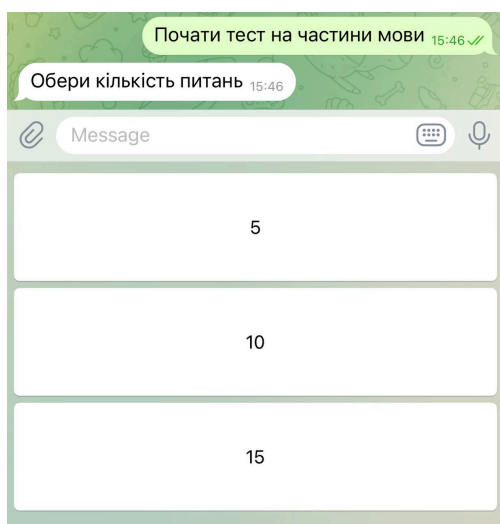 Почати тест на частини мови 15:46
Обери кількість питань 15:46
Message
5
10
15